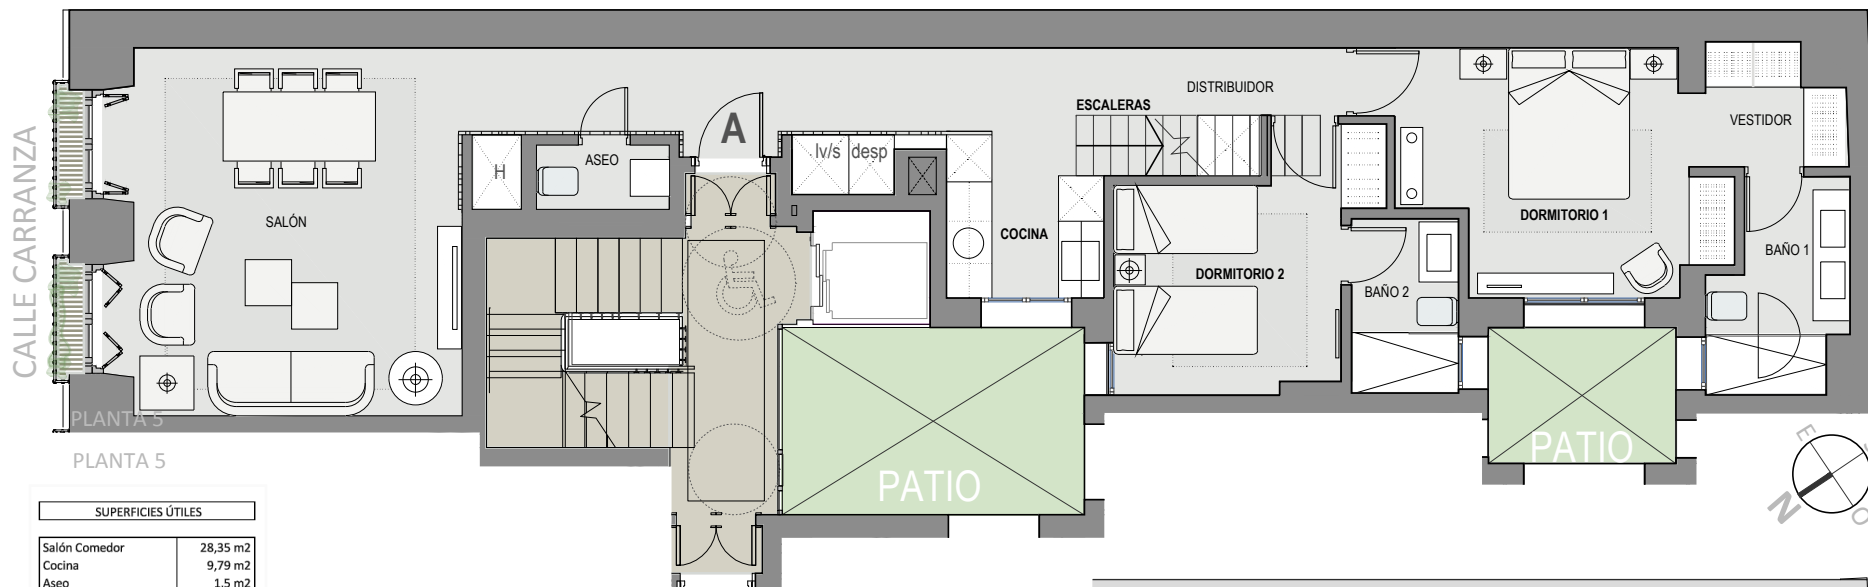 CALLE CARRANZA
SALÓN
H
ASEO
A
lv/s desp
COCINA
ESCALERAS
DISTRIBUIDOR
DORMITORIO 2
BAÑO 2
DORMITORIO 1
VESTIDOR
BAÑO 1
PATIO
PATIO
E
N
O
PLANTA 5
PLANTA 5
SUPERFICIES ÚTILES
Salón Comedor 28,35 m2
Cocina 9,79 m2
Aseo 1,5 m2